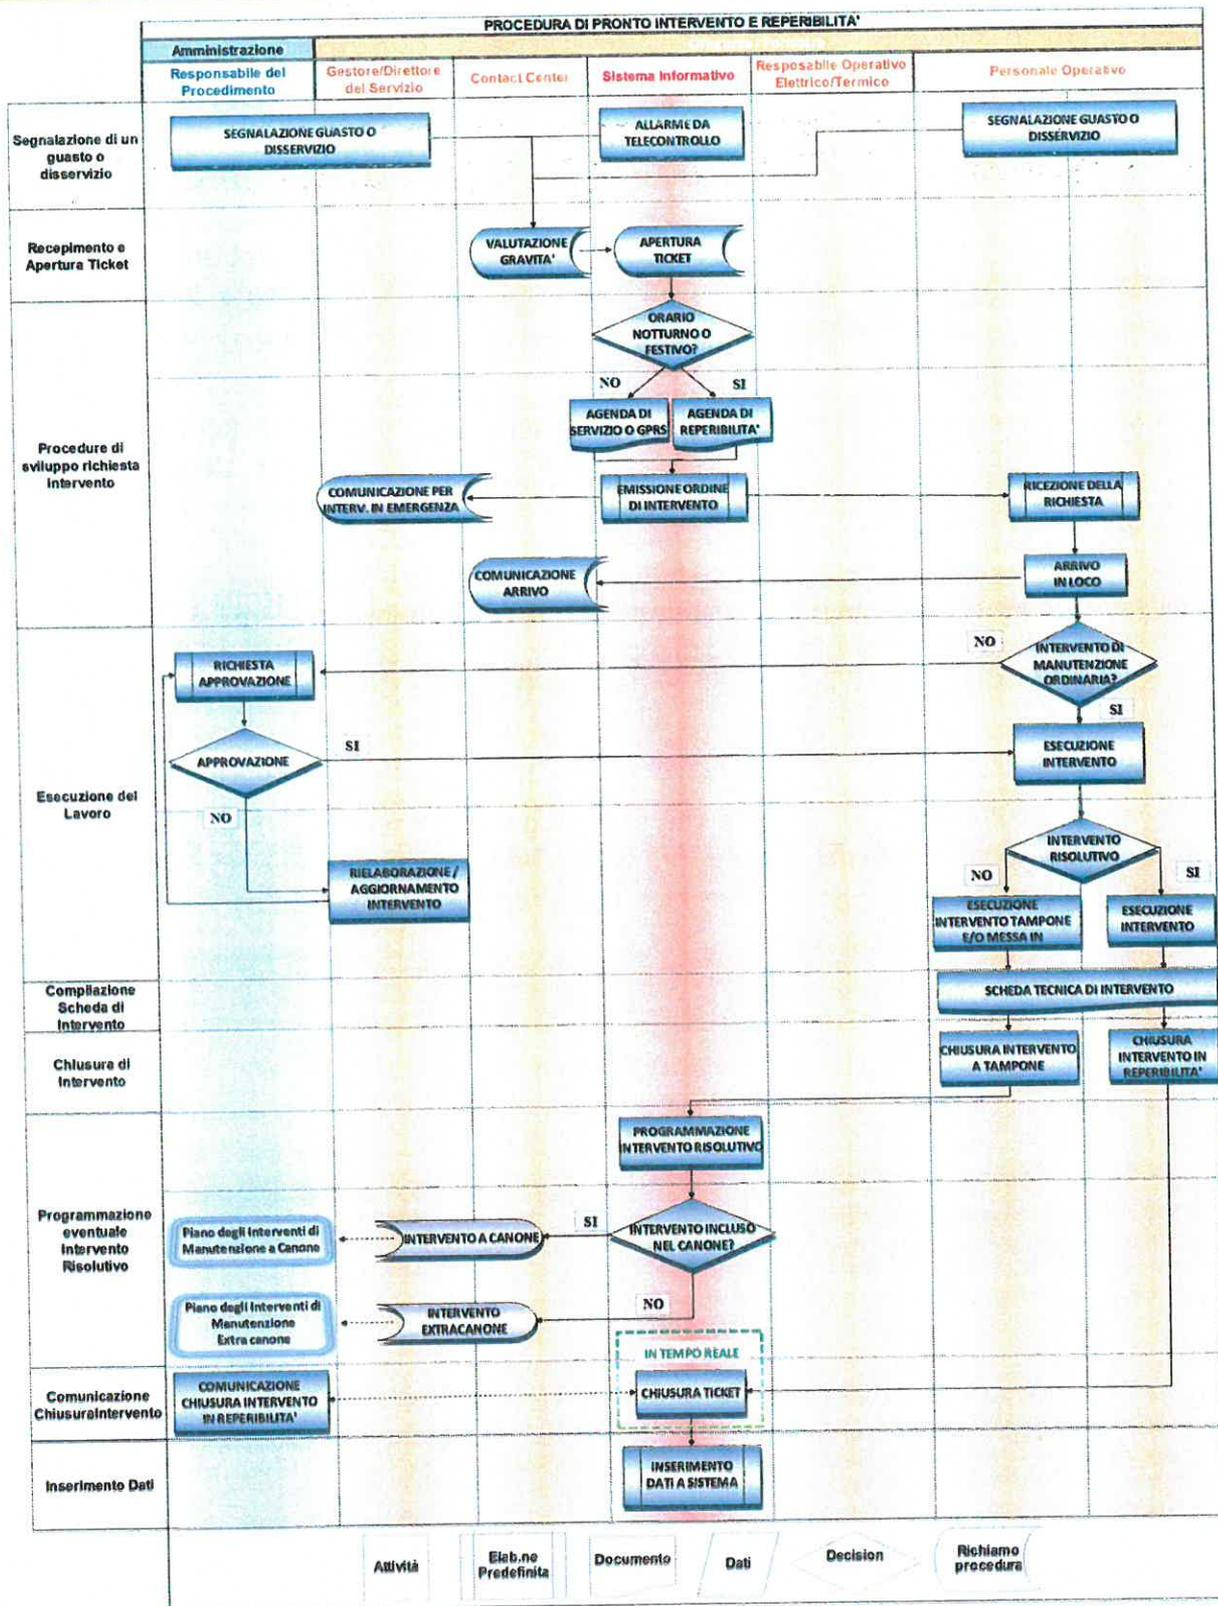 PROCEDURA DI PRONTO INTERVENTO E REPERIBILITA'
Amministrazione
Responsabile del
Procedimento
Gestore/Direttore
del Servizio
Contact Center
Sistema Informativo
Resposabile Operativo
Elettrico/Termico
Personale Operativo
Segnalazione di un
guasto o
disservizio
SEGNALAZIONE GUASTO O
DISSERVIZIO
ALLARME DA
TELECONTROLLO
SEGNALAZIONE GUASTO O
DISSERVIZIO
Recepimento e
Apertura Ticket
VALUTAZIONE
GRAVITA'
APERTURA
TICKET
ORARIO
NOTTURNO O
FESTIVO?
NO
SI
Procedure di
sviluppo richiesta
Intervento
AGENDA DI
SERVIZIO O GPRS
AGENDA DI
REPERIBILITA'
COMUNICAZIONE PER
INTERV. IN EMERGENZA
EMISSIONE ORDINE
DI INTERVENTO
RICEZIONE DELLA
RICHIESTA
COMUNICAZIONE
ARRIVO
ARRIVO
IN LOCO
Esecuzione del
Lavoro
RICHIESTA
APPROVAZIONE
NO
INTERVENTO DI
MANUTENZIONE
ORDINARIA?
SI
APPROVAZIONE
SI
ESECUZIONE
INTERVENTO
NO
INTERVENTO
RISOLUTIVO
NO
SI
RIELABORAZIONE /
AGGIORNAMENTO
INTERVENTO
ESECUZIONE
INTERVENTO TAMPONE
E/O MESSA IN
ESECUZIONE
INTERVENTO
Compilazione
Scheda di
Intervento
SCHEDA TECNICA DI INTERVENTO
Chiusura di
Intervento
CHIUSURA INTERVENTO
A TAMPONE
CHIUSURA
INTERVENTO IN
REPERIBILITA'
Programmazione
eventuale
Intervento
Risolutivo
PROGRAMMAZIONE
INTERVENTO RISOLUTIVO
Piano degli Interventi di
Manutenzione a Canone
INTERVENTO A CANONE
SI
INTERVENTO INCLUSO
NEL CANONE?
NO
Piano degli Interventi di
Manutenzione
Extra canone
INTERVENTO
EXTRACANONE
IN TEMPO REALE
Comunicazione
ChiusuraIntervento
COMUNICAZIONE
CHIUSURA INTERVENTO
IN REPERIBILITA'
CHIUSURA TICKET
Inserimento Dati
INSERIMENTO
DATI A SISTEMA
Attività
Elab.ne
Predefinita
Documento
Dati
Decision
Richiamo
procedura